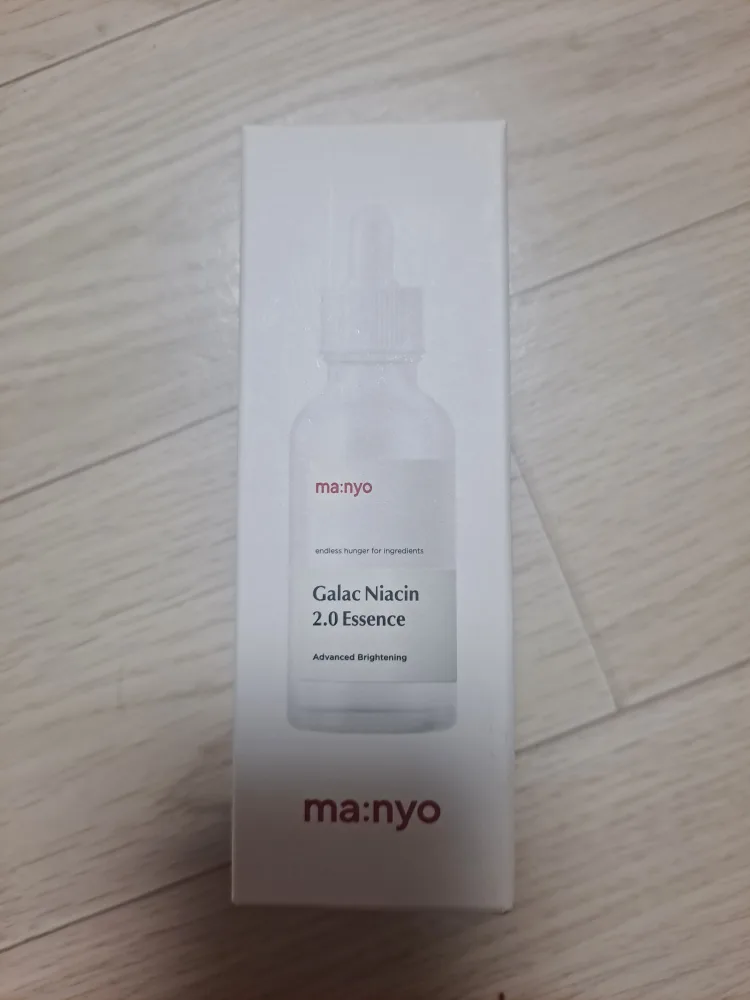 ma:nyo
endless hunger for ingredients
Galac Niacin
2.0 Essence
Advanced Brightening
ma:nyo